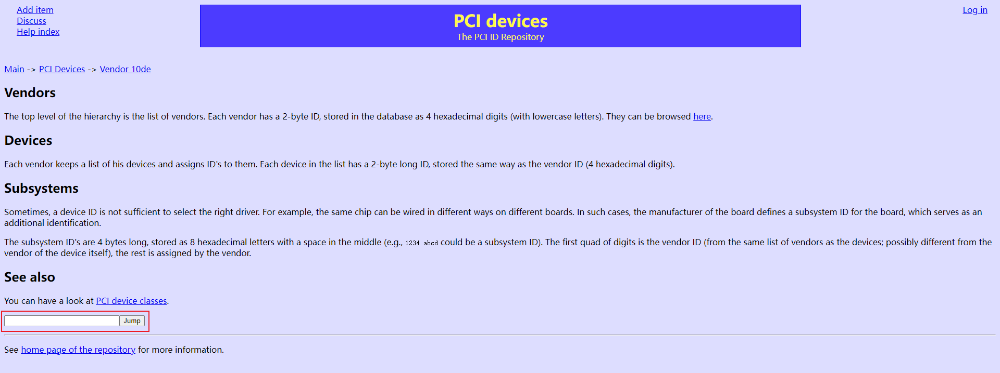 Add item
Discuss
Help index
PCI devices
The PCI ID Repository
Log in
Main -> PCI Devices -> Vendor 10de
Vendors
The top level of the hierarchy is the list of vendors. Each vendor has a 2-byte ID, stored in the database as 4 hexadecimal digits (with lowercase letters). They can be browsed here.
Devices
Each vendor keeps a list of his devices and assigns ID's to them. Each device in the list has a 2-byte long ID, stored the same way as the vendor ID (4 hexadecimal digits).
Subsystems
Sometimes, a device ID is not sufficient to select the right driver. For example, the same chip can be wired in different ways on different boards. In such cases, the manufacturer of the board defines a subsystem ID for the board, which serves as an
additional identification.
The subsystem ID's are 4 bytes long, stored as 8 hexadecimal letters with a space in the middle (e.g., 1234 abcd could be a subsystem ID). The first quad of digits is the vendor ID (from the same list of vendors as the devices; possibly different from the
vendor of the device itself), the rest is assigned by the vendor.
See also
You can have a look at PCI device classes.
Jump
See home page of the repository for more information.